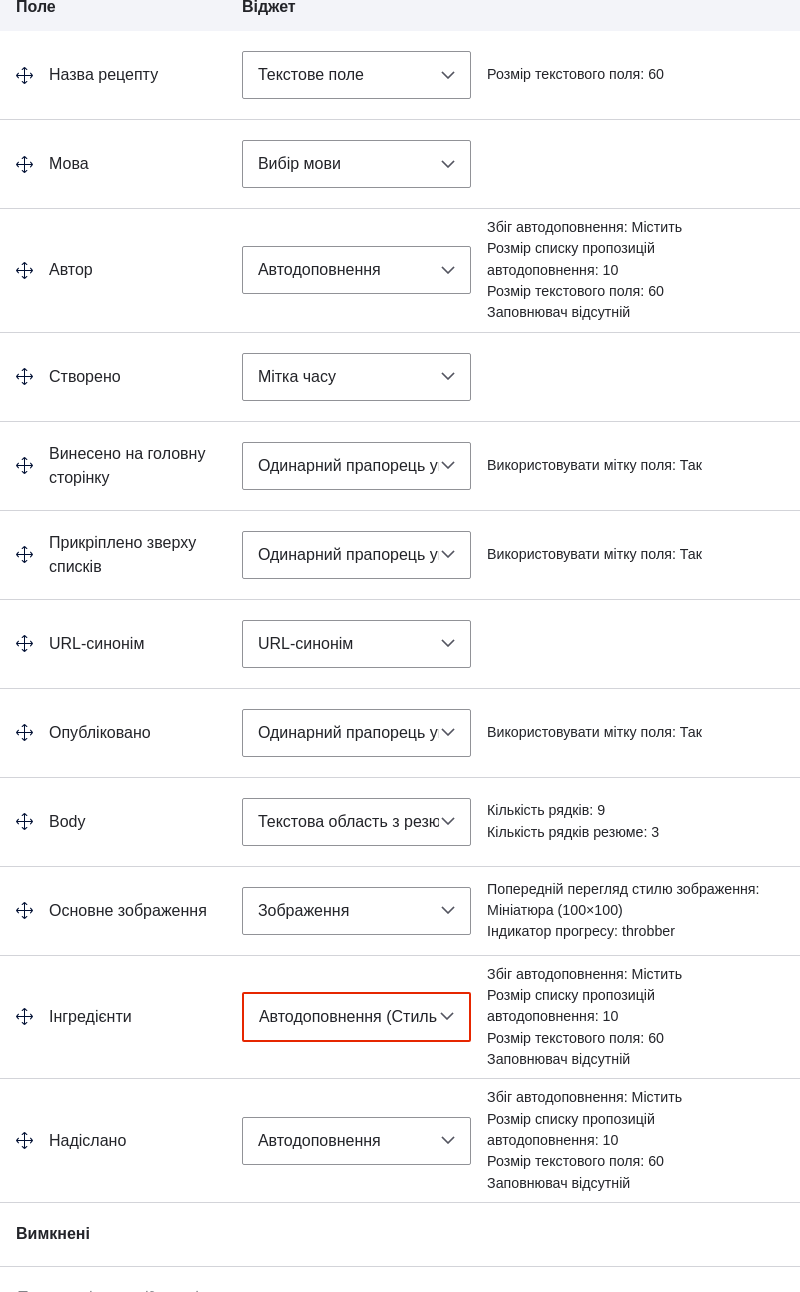 Поле Віджет
Назва рецепту Текстове поле Розмір текстового поля: 60
Мова Вибір мови
Збіг автодоповнення: Містить
Розмір списку пропозицій
Автор Автодоповнення автодоповнення: 10
Розмір текстового поля: 60
Заповнювач відсутній
Створено Мітка часу
Винесено на головну
сторінку
Одинарний прапорець у Використовувати мітку поля: Так
Прикріплено зверху
списків
Одинарний прапорець у Використовувати мітку поля: Так
URL-синонім URL-синонім
Опубліковано Одинарний прапорець у Використовувати мітку поля: Так
Body Текстова область з резю
Кількість рядків: 9
Кількість рядків резюме: 3
Основне зображення Зображення
Попередній перегляд стилю зображення:
Мініатюра (100×100)
Індикатор прогресу: throbber
Збіг автодоповнення: Містить
Розмір списку пропозицій
Інгредієнти Автодоповнення (Стиль автодоповнення: 10
Розмір текстового поля: 60
Заповнювач відсутній
Збіг автодоповнення: Містить
Розмір списку пропозицій
Надіслано Автодоповнення автодоповнення: 10
Розмір текстового поля: 60
Заповнювач відсутній
Вимкнені